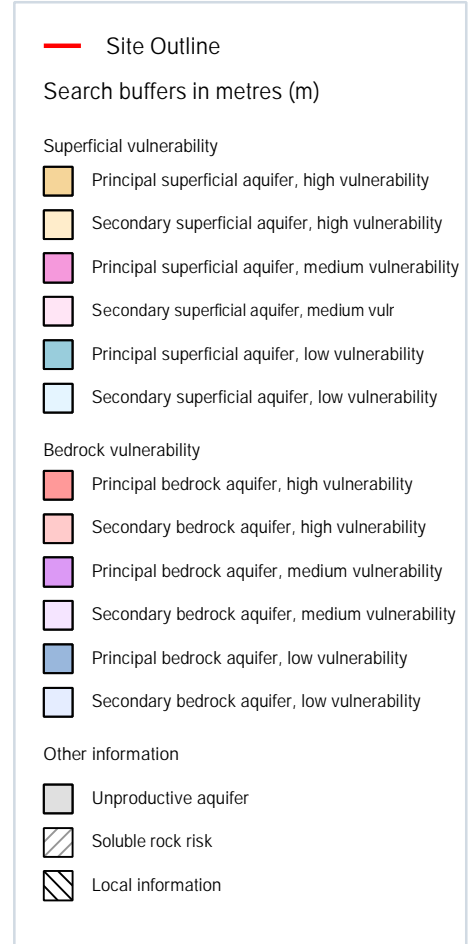 Site Outline
Search buffers in metres (m)
Superficial vulnerability
Principal superficial aquifer, high vulnerability
Secondary superficial aquifer, high vulnerability
Principal superficial aquifer, medium vulnerability
Secondary superficial aquifer, medium vulr
Principal superficial aquifer, low vulnerability
Secondary superficial aquifer, low vulnerability
Bedrock vulnerability
Principal bedrock aquifer, high vulnerability
Secondary bedrock aquifer, high vulnerability
Principal bedrock aquifer, medium vulnerability
Secondary bedrock aquifer, medium vulnerability
Principal bedrock aquifer, low vulnerability
Secondary bedrock aquifer, low vulnerability
Other information
Unproductive aquifer
Soluble rock risk
Local information